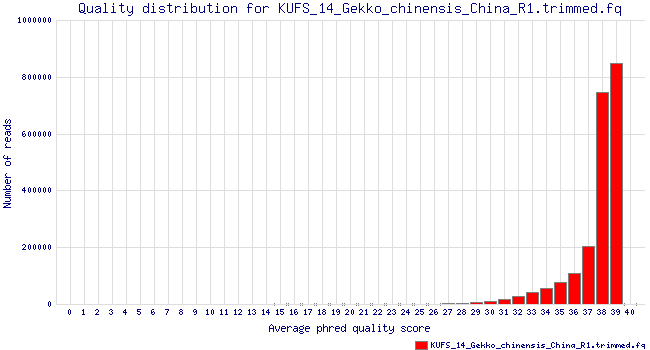 Quality distribution for KUFS_14_Gekko_chinensis_China_R1.trimmed.fq
1000000
800000
600000
400000
200000
0
Number of reads
0 1 2 3 4 5 6 7 8 9 10 11 12 13 14 15 16 17 18 19 20 21 22 23 24 25 26 27 28 29 30 31 32 33 34 35 36 37 38 39 40
Average phred quality score
KUFS_14_Gekko_chinensis_China_R1.trimmed.fq